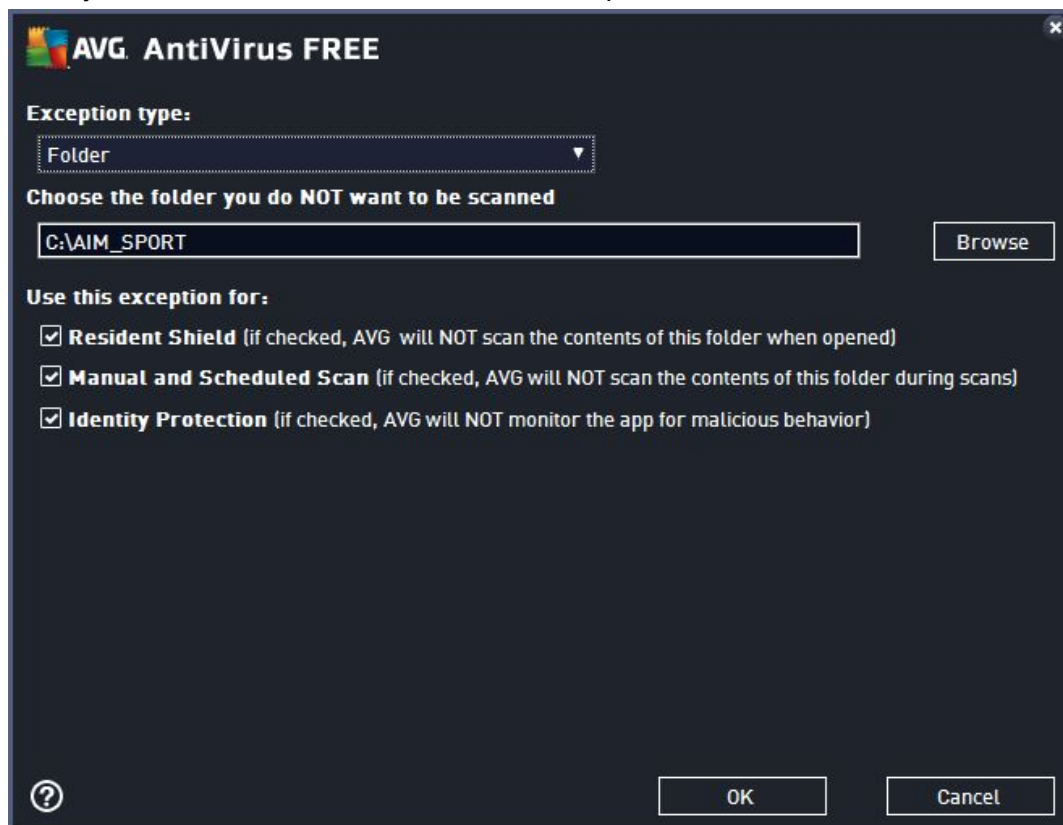 AVG. AntiVirus FREE
Exception type:
Folder
Choose the folder you do NOT want to be scanned
C:\AIM_SPORT
Browse
Use this exception for:
Resident Shield (if checked, AVG will NOT scan the contents of this folder when opened)
Manual and Scheduled Scan (if checked, AVG will NOT scan the contents of this folder during scans)
Identity Protection (if checked, AVG will NOT monitor the app for malicious behavior)
?
OK
Cancel